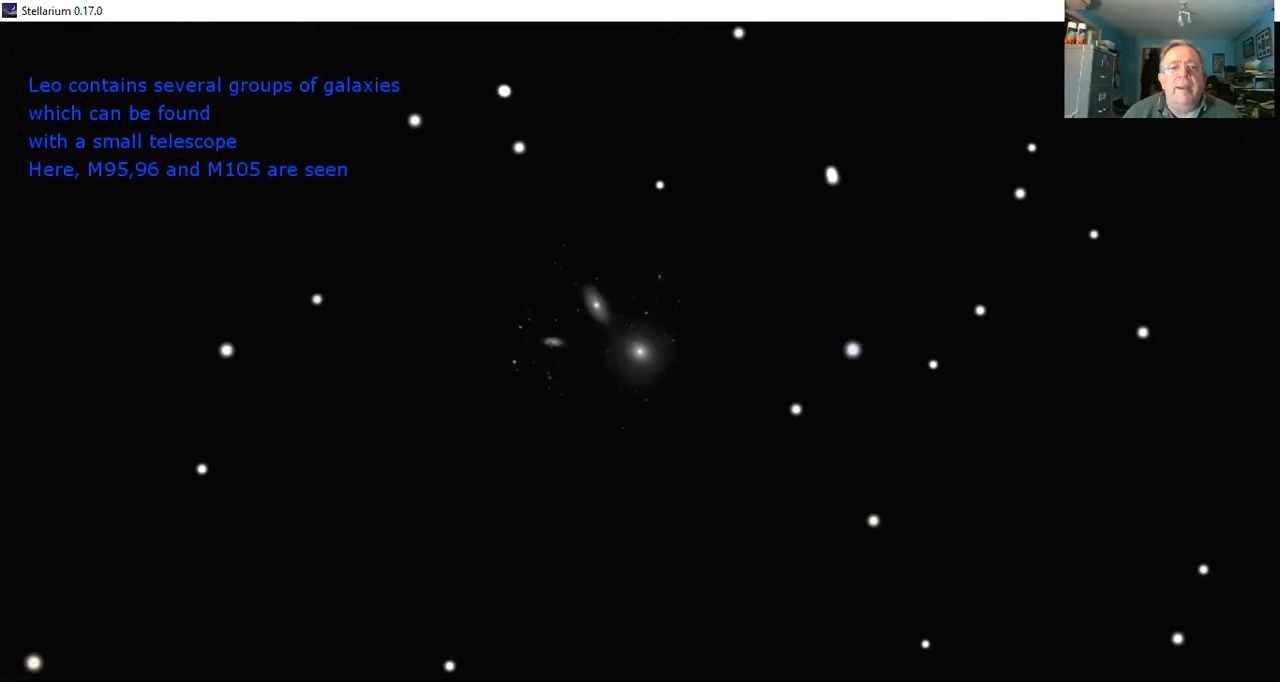 Stellarium 0.17.0
Leo contains several groups of galaxies
which can be found
with a small telescope
Here, M95,96 and M105 are seen